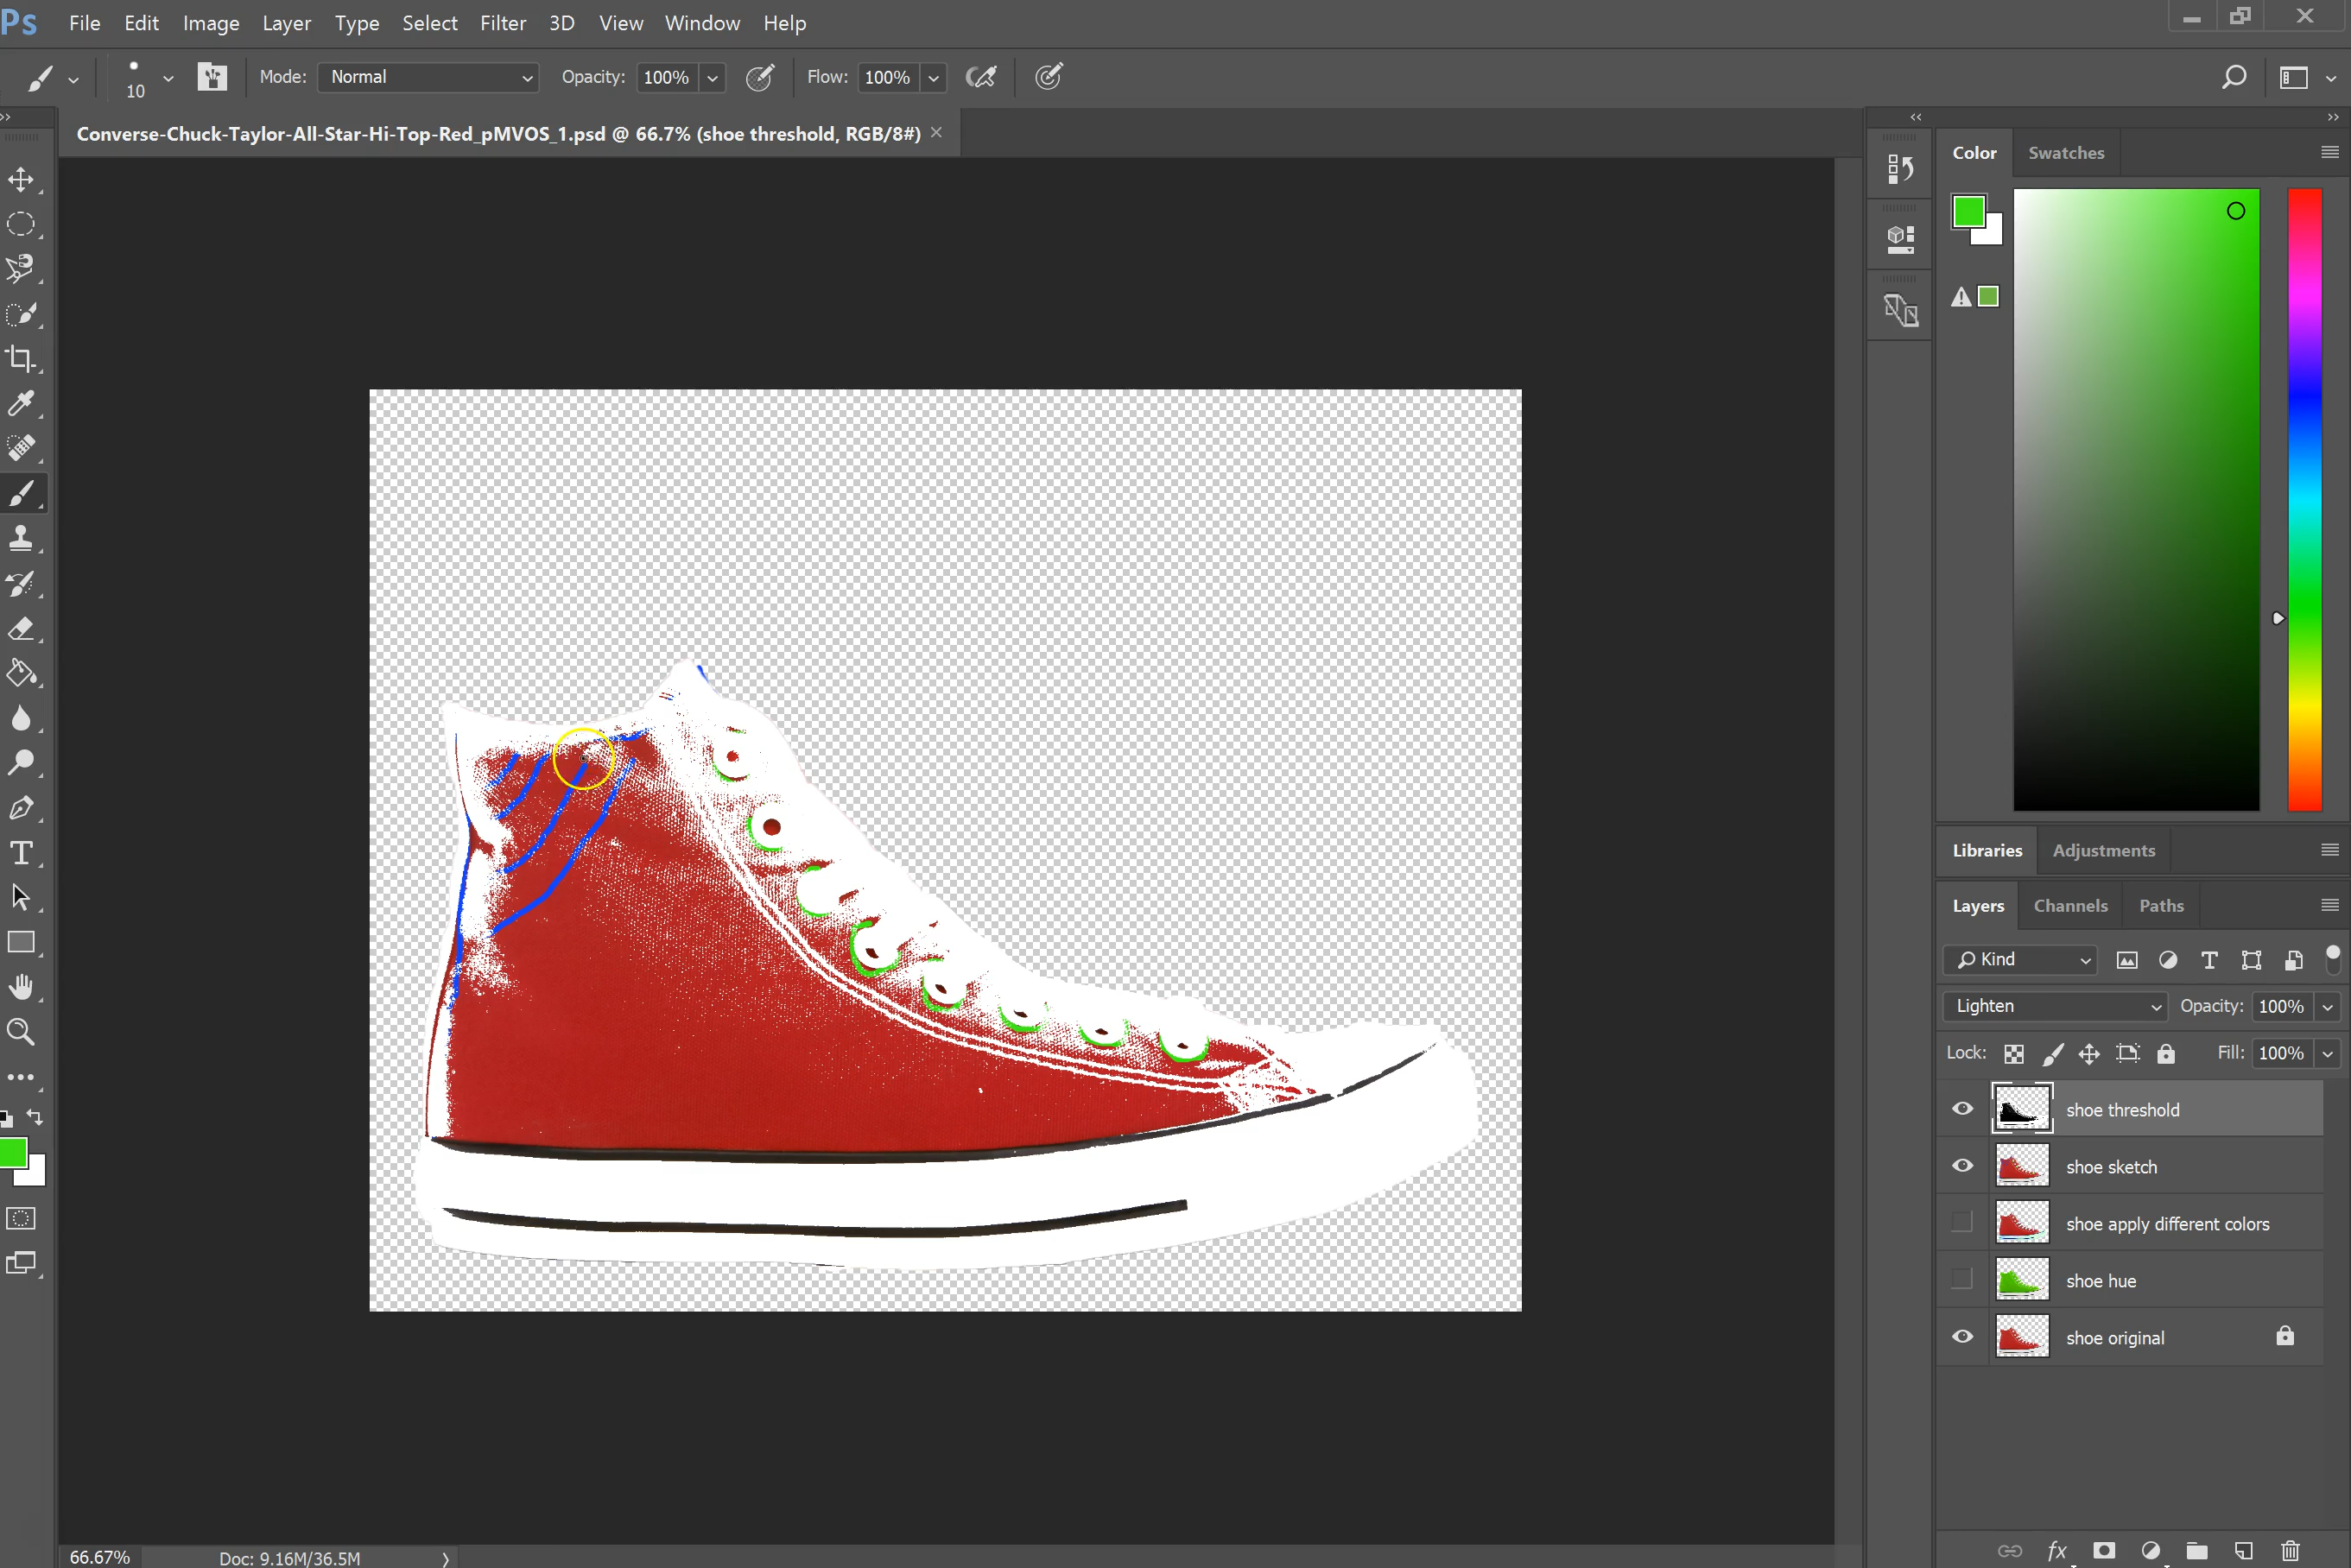 Ps File Edit Image Layer Type Select Filter 3D View Window Help
10 Mode: Normal Opacity: 100% Flow: 100%
Converse-Chuck-Taylor-All-Star-Hi-Top-Red_pMVOS_1.psd @ 66.7% (shoe threshold, RGB/8#)
Color Swatches
Libraries Adjustments
Layers Channels Paths
Kind
Lighten Opacity: 100%
Lock: Fill: 100%
shoe threshold
shoe sketch
shoe apply different colors
shoe hue
shoe original
fx
66.67% Doc: 9.16M/36.5M